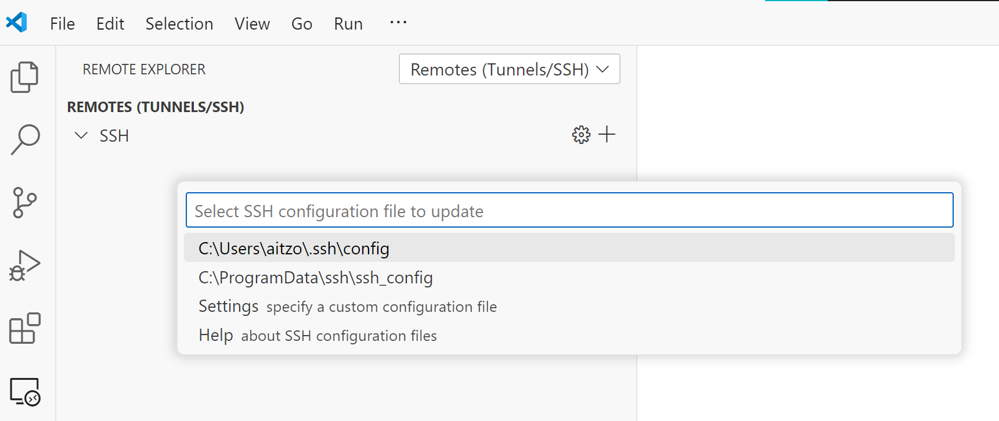 File Edit Selection View Go Run ...
REMOTE EXPLORER Remotes (Tunnels/SSH)
REMOTES (TUNNELS/SSH)
SSH
Select SSH configuration file to update
C:\Users\aitzo\.ssh\config
C:\ProgramData\ssh\ssh_config
Settings specify a custom configuration file
Help about SSH configuration files